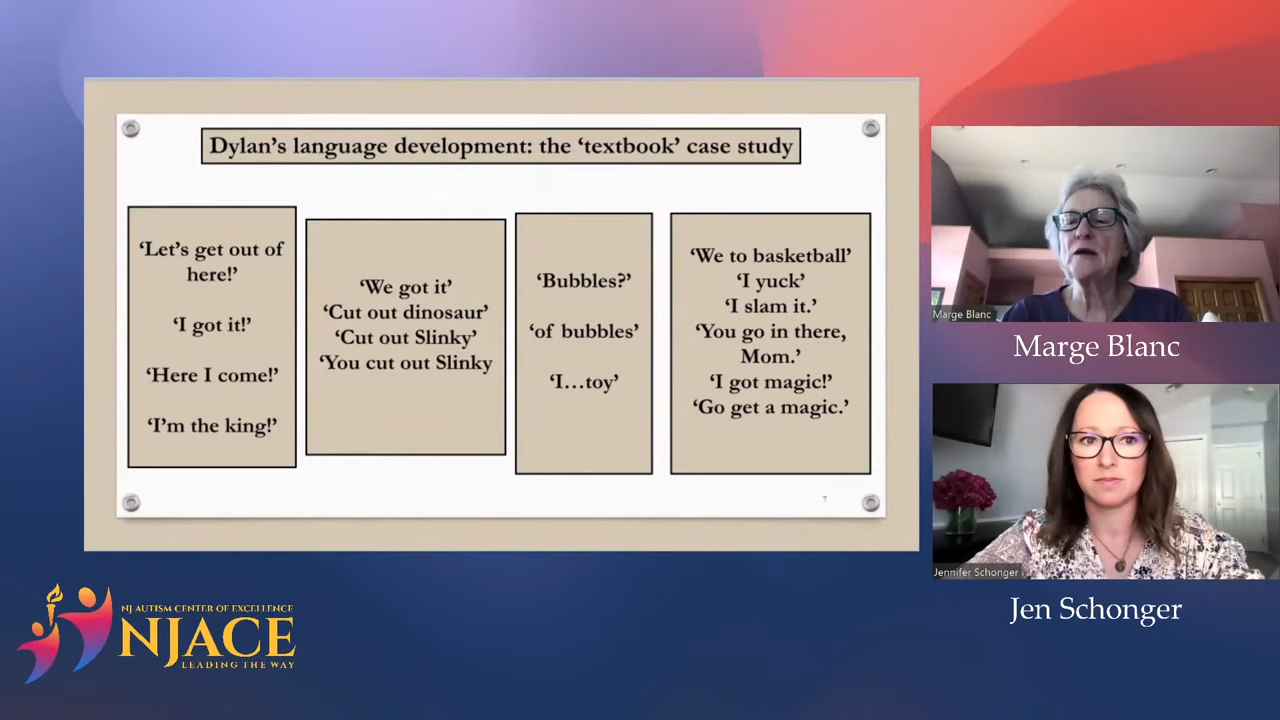 Dylan's language development: the 'textbook' case study
'Let's get out of
here!'
'I got it!'
'Here I come!'
'I'm the king!'
'We got it'
'Cut out dinosaur'
'Cut out Slinky'
'You cut out Slinky
'Bubbles?'
'of bubbles'
'I…toy'
'We to basketball'
'I yuck'
'I slam it.'
'You go in there,
Mom.'
'I got magic!'
'Go get a magic.'
7
Marge Blanc
Marge Blanc
Jennifer Schonger
Jen Schonger
NJ AUTISM CENTER OF EXCELLENCE
NJACE
LEADING THE WAY